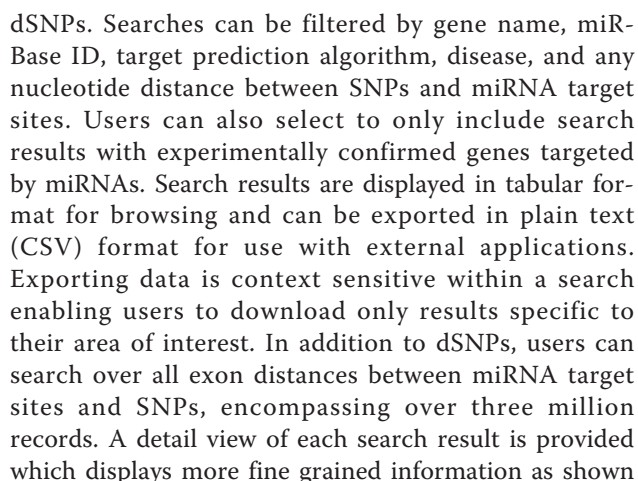 dSNPs. Searches can be filtered by gene name, miR-
Base ID, target prediction algorithm, disease, and any
nucleotide distance between SNPs and miRNA target
sites. Users can also select to only include search
results with experimentally confirmed genes targeted
by miRNAs. Search results are displayed in tabular for-
mat for browsing and can be exported in plain text
(CSV) format for use with external applications.
Exporting data is context sensitive within a search
enabling users to download only results specific to
their area of interest. In addition to dSNPs, users can
search over all exon distances between miRNA target
sites and SNPs, encompassing over three million
records. A detail view of each search result is provided
which displays more fine grained information as shown